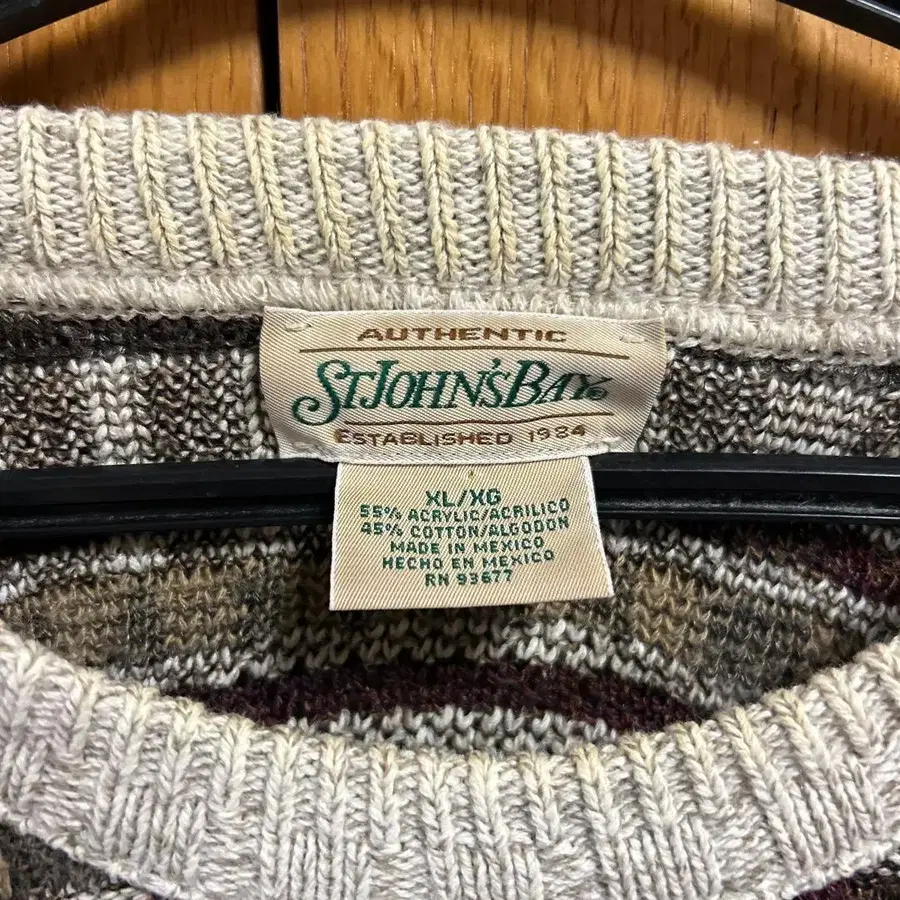 AUTHENTIC
ST JOHN'S BAY®
ESTABLISHED 1984
XL/XG
55% ACRYLIC/ACRILICO
45% COTTON/ALGODON
MADE IN MEXICO
HECHO EN MEXICO
RN 93677